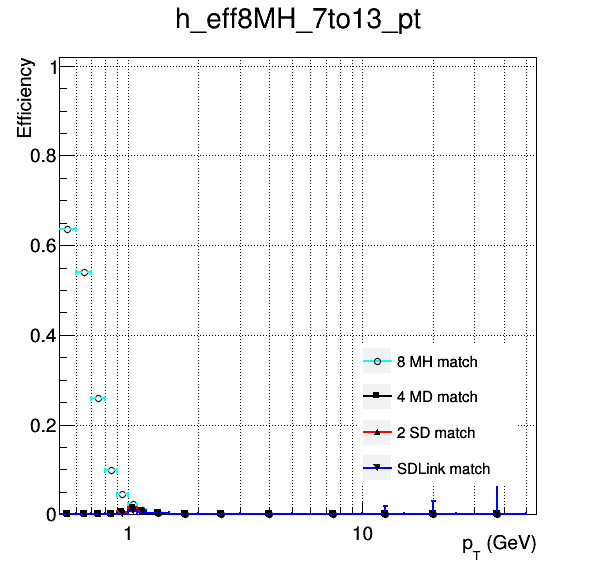 h_eff8MH_7to13_pt
Efficiency
1
0.8
0.6
0.4
0.2
0
8 MH match
4 MD match
2 SD match
SDLink match
1
10
p_T (GeV)